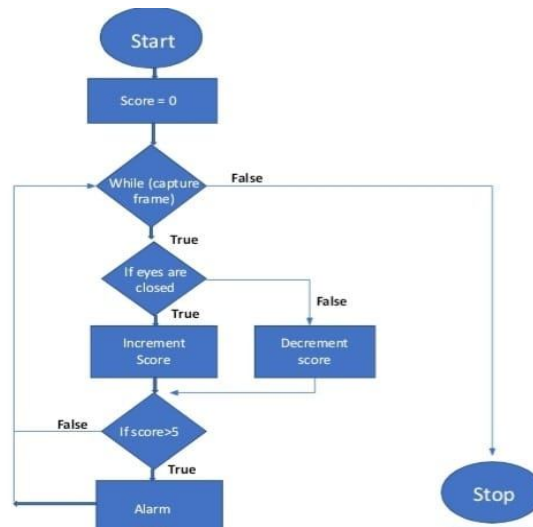 Start
Score = 0
While (capture
frame)
False
True
If eyes are
closed
False
True
Increment
Score
Decrement
score
False
If score>5
True
Alarm
Stop